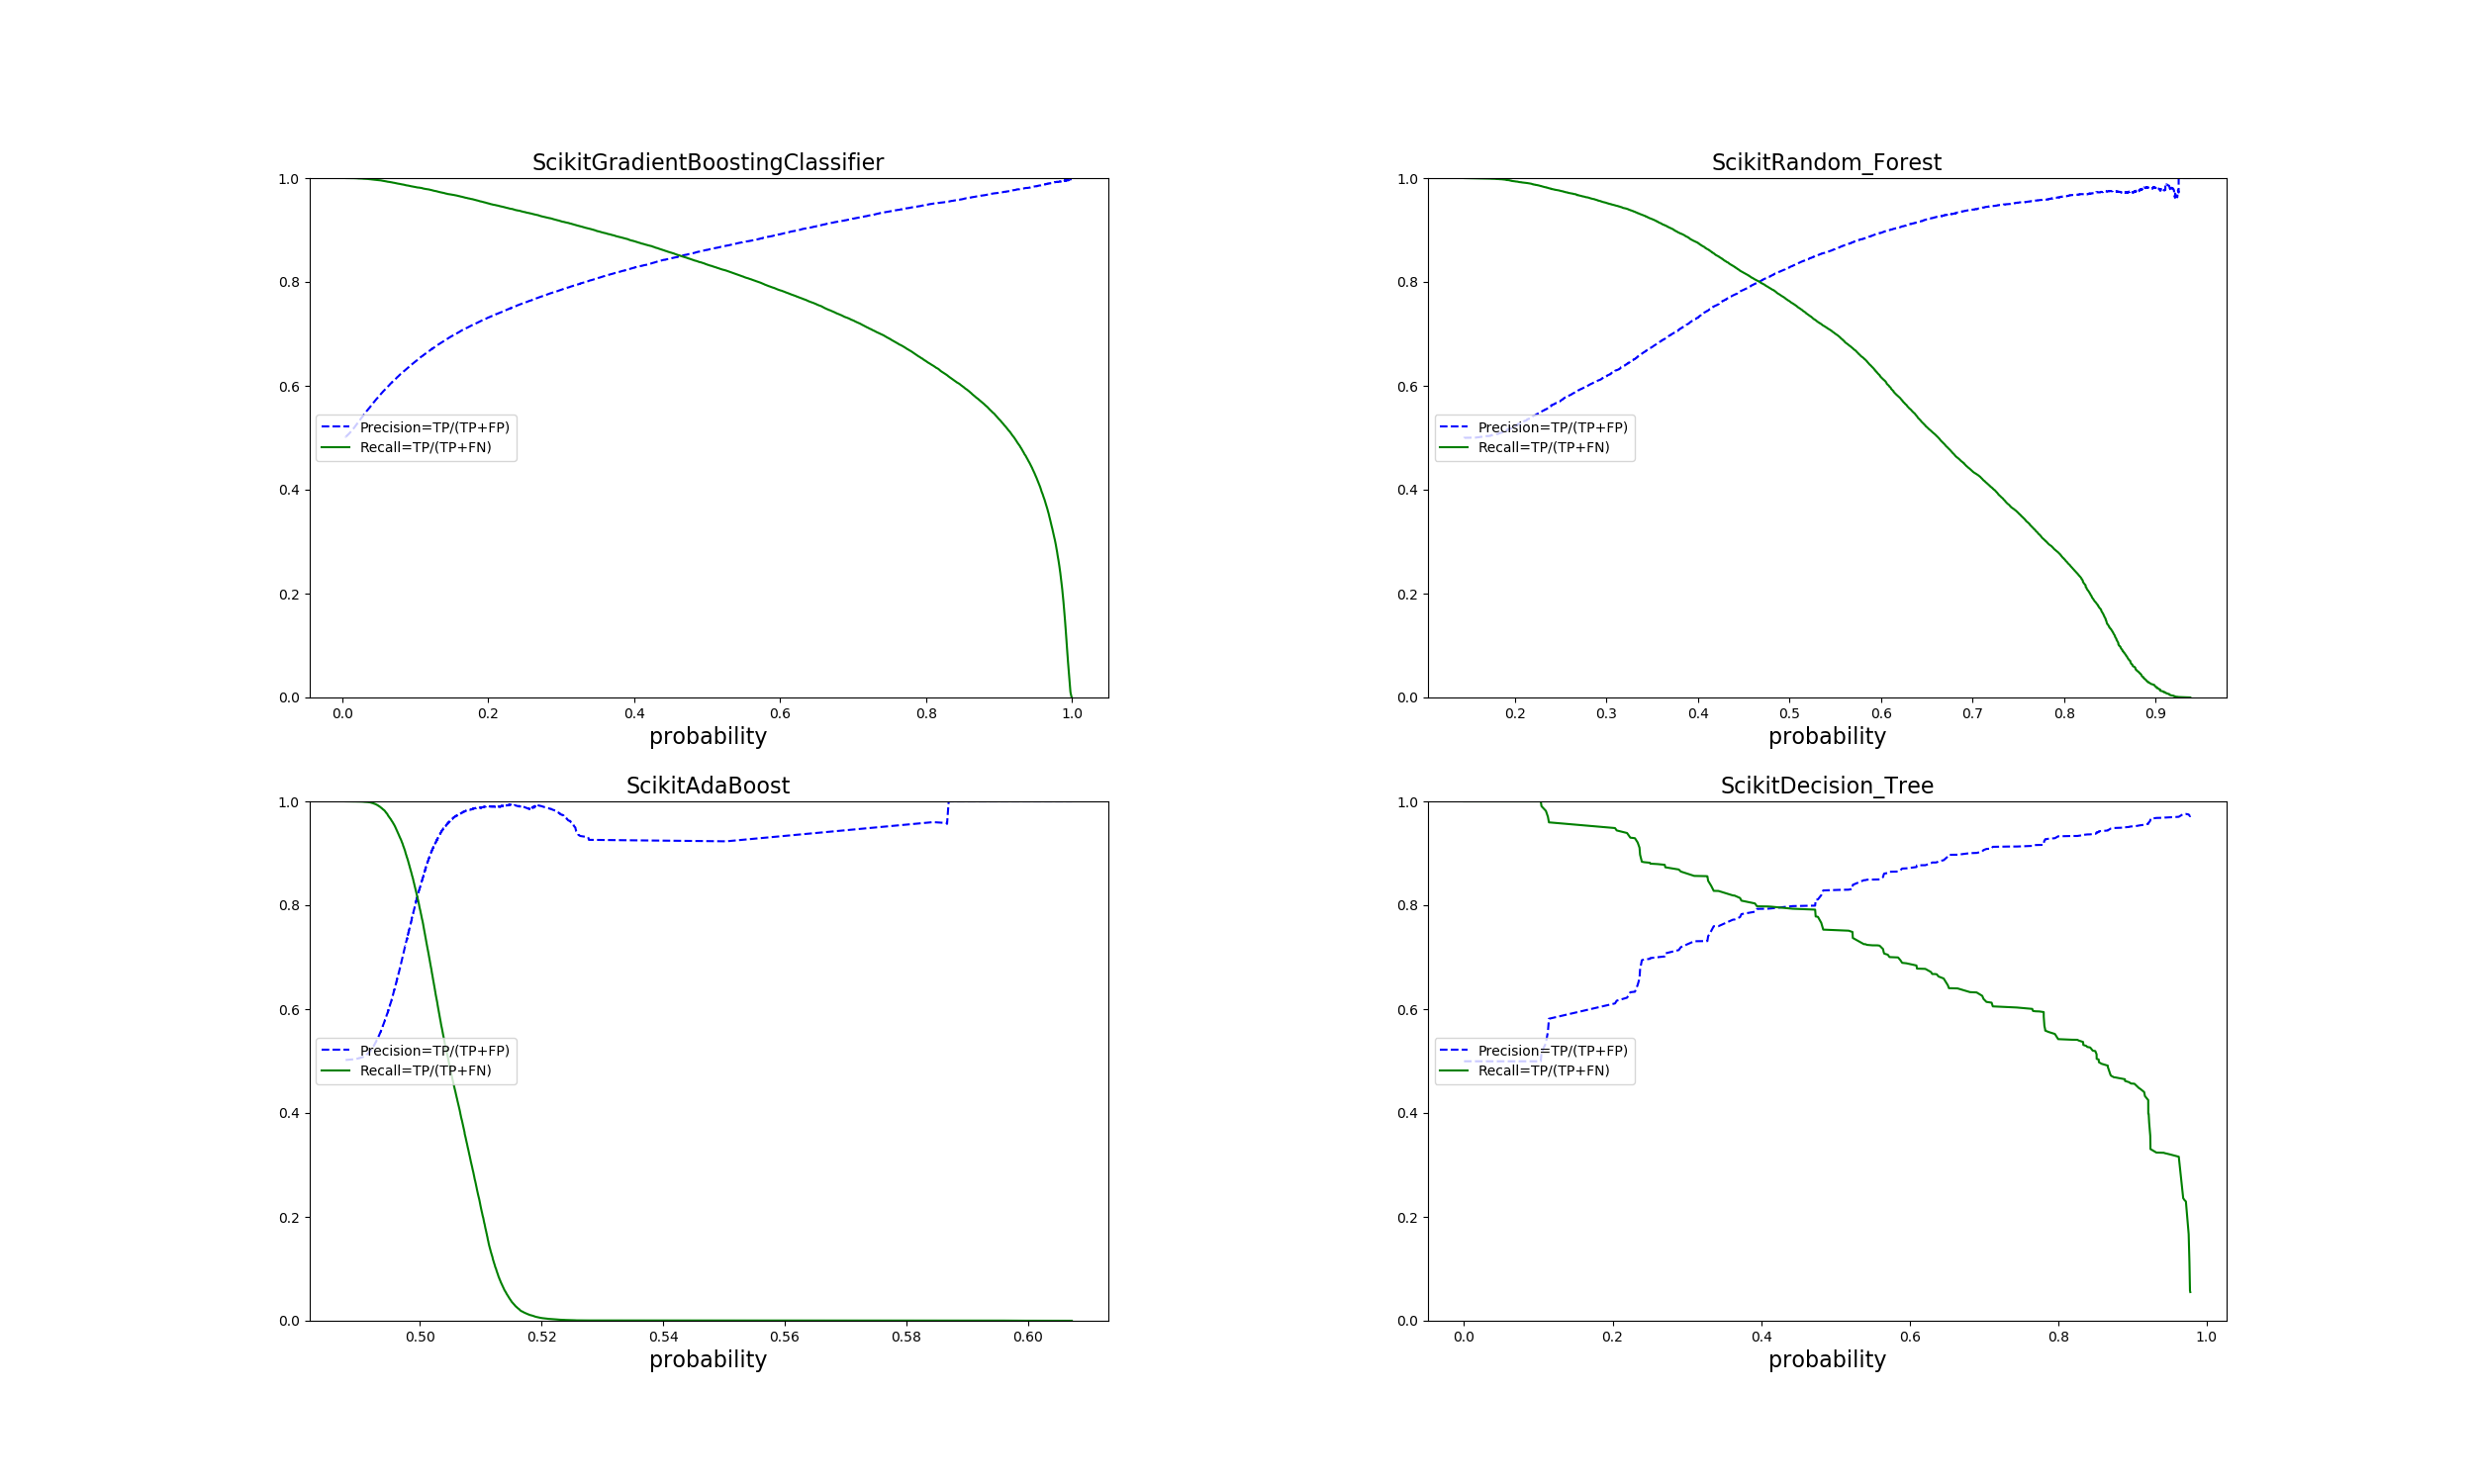 ScikitGradientBoostingClassifier
1.0
0.8
0.6
0.4
0.2
0.0
Precision=TP/(TP+FP)
Recall=TP/(TP+FN)
0.0 0.2 0.4 0.6 0.8 1.0
probability
ScikitRandom_Forest
1.0
0.8
0.6
0.4
0.2
0.0
Precision=TP/(TP+FP)
Recall=TP/(TP+FN)
0.2 0.3 0.4 0.5 0.6 0.7 0.8 0.9
probability
ScikitAdaBoost
1.0
0.8
0.6
0.4
0.2
0.0
Precision=TP/(TP+FP)
Recall=TP/(TP+FN)
0.50 0.52 0.54 0.56 0.58 0.60
probability
ScikitDecision_Tree
1.0
0.8
0.6
0.4
0.2
0.0
Precision=TP/(TP+FP)
Recall=TP/(TP+FN)
0.0 0.2 0.4 0.6 0.8 1.0
probability